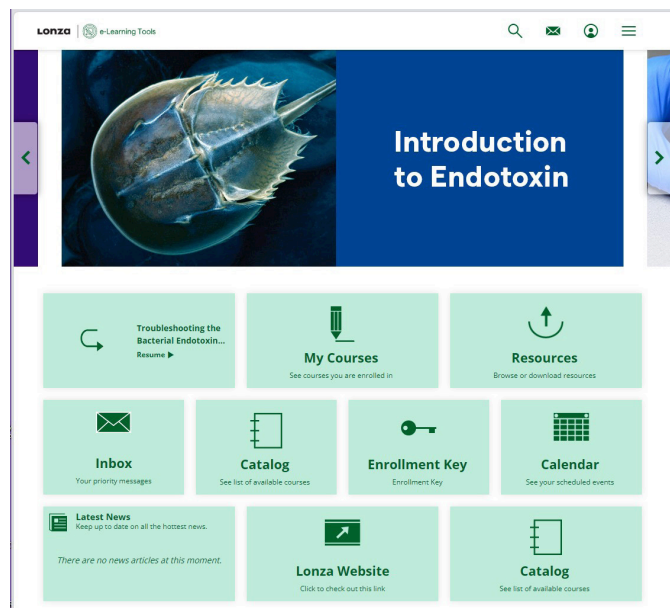 Lonza e-Learning Tools
Introduction
to Endotoxin
Troubleshooting the
Bacterial Endotoxin...
Resume
My Courses
See courses you are enrolled in
Resources
Browse or download resources
Inbox
Your priority messages
Catalog
See list of available courses
Enrollment Key
Enrollment Key
Calendar
See your scheduled events
Latest News
Keep up to date on all the hottest news.
There are no news articles at this moment.
Lonza Website
Click to check out this link
Catalog
See list of available courses